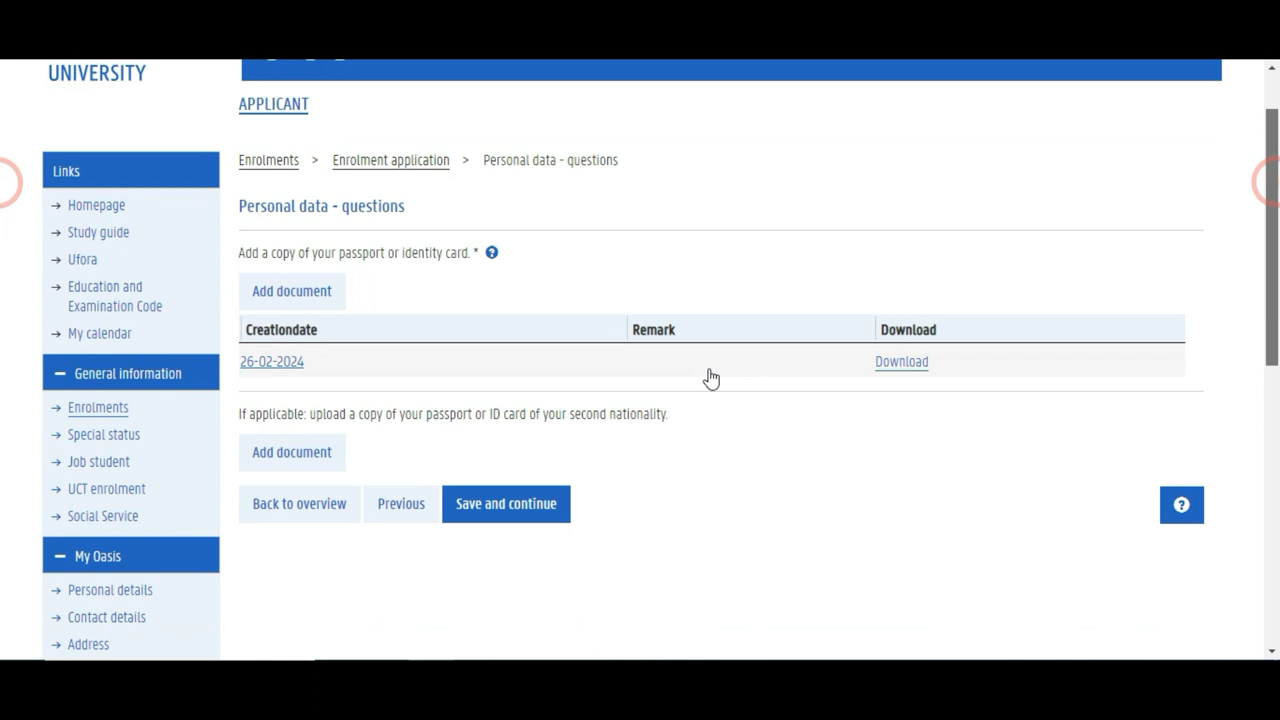 UNIVERSITY
APPLICANT
Links
Homepage
Study guide
Ufora
Education and
Examination Code
My calendar
General information
Enrolments
Special status
Job student
UCT enrolment
Social Service
My Oasis
Personal details
Contact details
Address
Enrolments > Enrolment application > Personal data - questions
Personal data - questions
Add a copy of your passport or identity card. * ?
Add document
Creationdate Remark Download
26-02-2024 Download
If applicable: upload a copy of your passport or ID card of your second nationality.
Add document
Back to overview Previous Save and continue ?